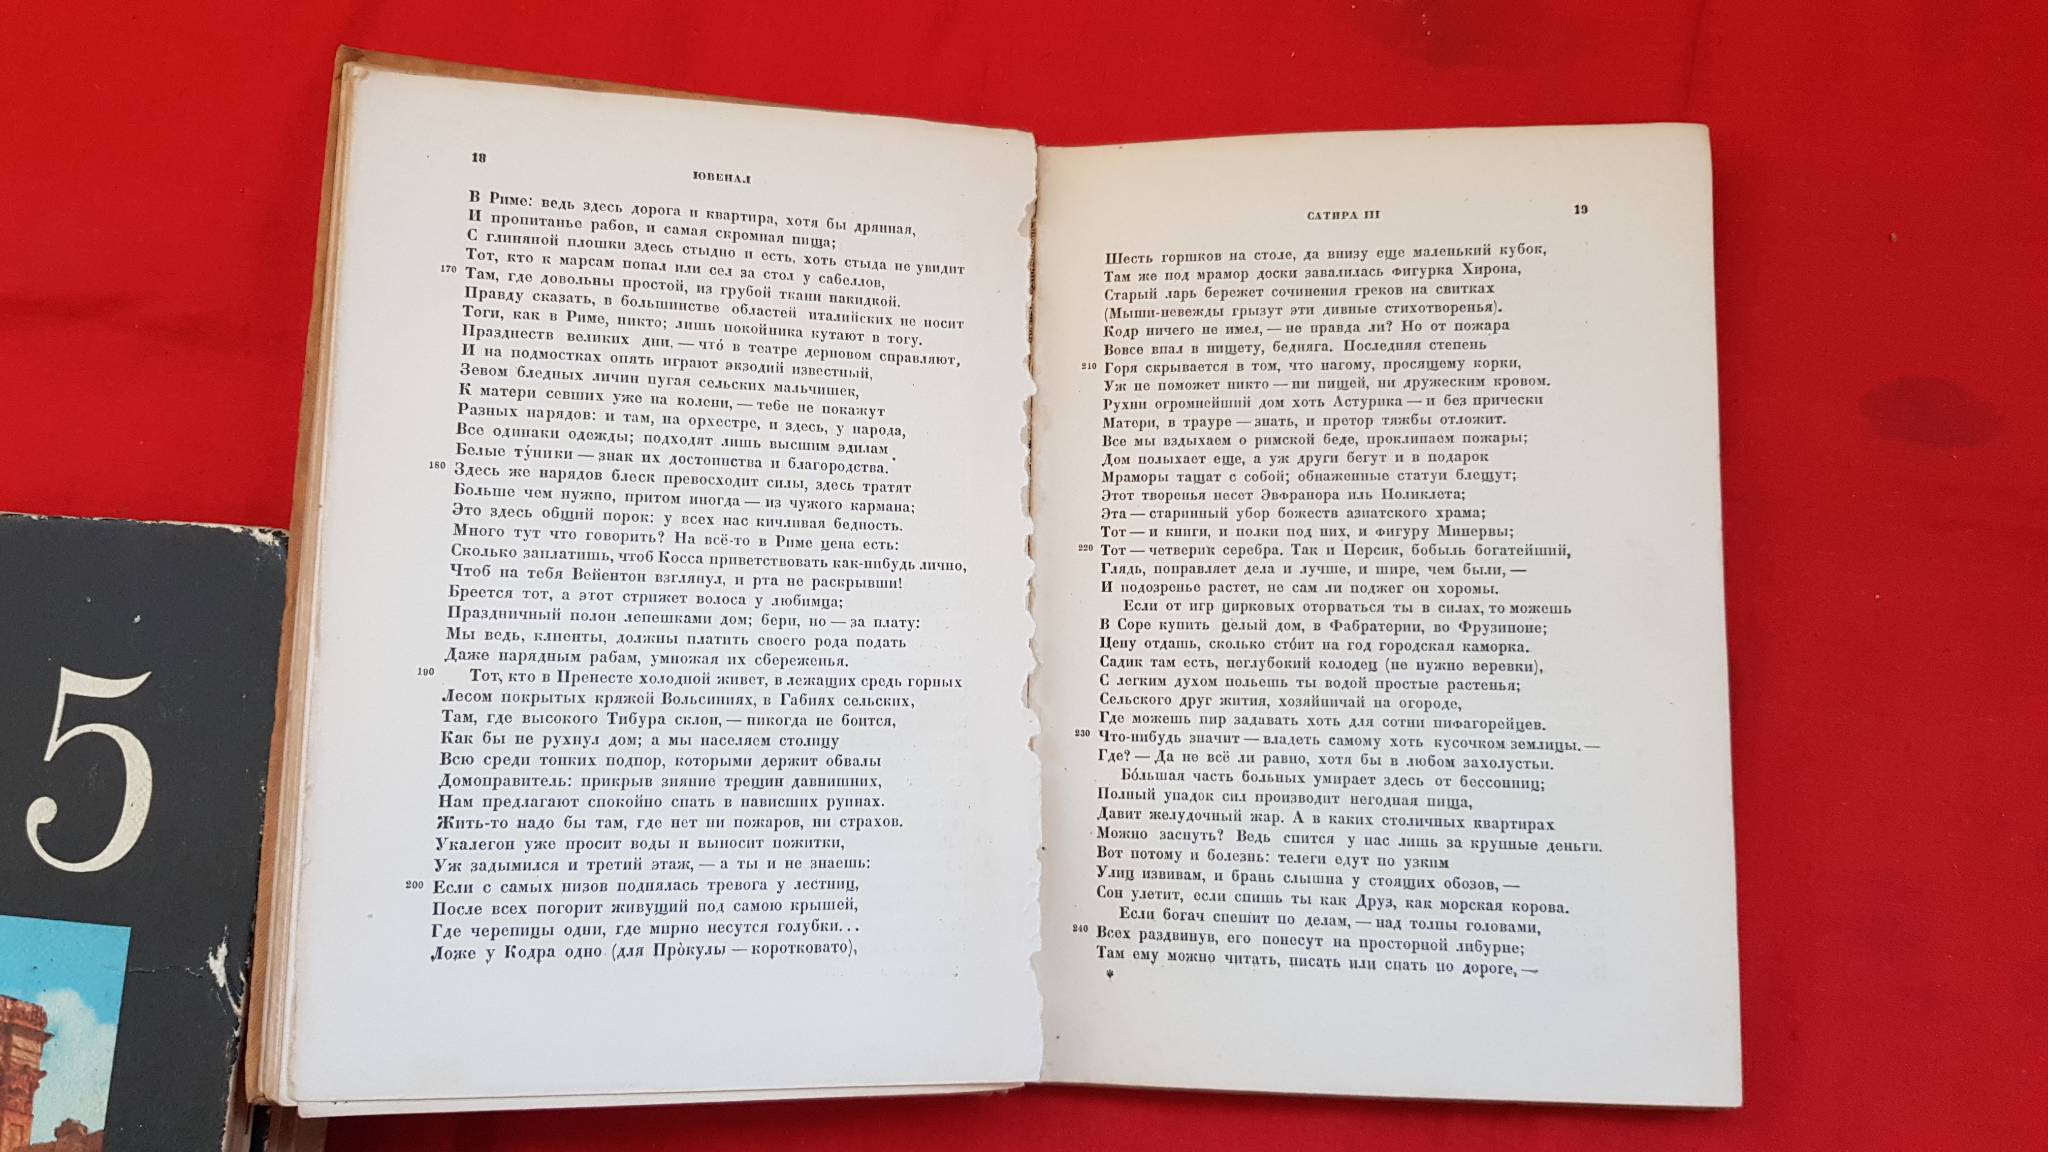 5
18
ЮВЕНАЛ
В Риме: ведь здесь дорога и квартира, хотя бы дрянная,
И пропитанье рабов, и самая скромная пища;
С глиняной плошки здесь стыдно и есть, хоть стыда не увидит
Тот, кто к марсам попал или сел за стол у сабеллов,
170 Там, где довольны простой, из грубой ткани накидкой.
Правду сказать, в большинстве областей италийских не носит
Тоги, как в Риме, никто; лишь покойника кутают в тогу.
Празднеств великих дни, — что́ в театре дерновом справляют,
И на подмостках опять играют экзодий известный,
Зевом бледных личин пугая сельских мальчишек,
К матери севших уже на колени, — тебе не покажут
Разных нарядов: и там, на орхестре, и здесь, у народа,
Все одинаки одежды; подходят лишь высшим эдилам
Белые ту́ники — знак их достоинства и благородства.
180 Здесь же нарядов блеск превосходит силы, здесь тратят
Больше чем нужно, притом иногда — из чужого кармана;
Это здесь общий порок: у всех нас кичливая бедность.
Много тут что говорить? На всё-то в Риме цена есть:
Сколько заплатишь, чтоб Косса приветствовать как-нибудь лично,
Чтоб на тебя Вейентон взглянул, и рта не раскрывши!
Бреется тот, а этот стрижет волоса у любимца;
Праздничный полон лепешками дом; бери, но — за плату:
Мы ведь, клиенты, должны платить своего рода подать
Даже нарядным рабам, умножая их сбереженья.
190 Тот, кто в Пренесте холодной живет, в лежащих средь горных
Лесом покрытых кряжей Вольсиниях, в Габиях сельских,
Там, где высокого Тибура склон, — никогда не боится,
Как бы не рухнул дом; а мы населяем столицу
Всю среди тонких подпор, которыми держит обвалы
Домоправитель: прикрыв зияние трещин давнишних,
Нам предлагают спокойно спать в нависших руинах.
Жить-то надо бы там, где нет ни пожаров, ни страхов.
Укалегон уже просит воды и выносит пожитки,
Уж задымился и третий этаж, — а ты и не знаешь:
200 Если с самых низов поднялась тревога у лестниц,
После всех погорит живущий под самою крышей,
Где черепицы одни, где мирно несутся голубки...
Ложе у Кодра одно (для Про́кулы — коротковато),
САТИРА III
19
Шесть горшков на столе, да внизу еще маленький кубок,
Там же под мрамор доски завалилась фигурка Хирона,
Старый ларь бережет сочинения греков на свитках
(Мыши-невежды грызут эти дивные стихотворенья).
Кодр ничего не имел, — не правда ли? Но от пожара
Вовсе впал в нищету, бедняга. Последняя степень
210 Горя скрывается в том, что нагому, просящему корки,
Уж не поможет никто — ни пищей, ни дружеским кровом.
Рухни огромнейший дом хоть Астурика — и без прически
Матери, в трауре — знать, и претор тяжбы отложит.
Все мы вздыхаем о римской беде, проклинаем пожары;
Дом полыхает еще, а уж други бегут и в подарок
Мраморы тащат с собой; обнаженные статуи блещут;
Этот творенья несет Эвфранора иль Поликлета;
Эта — старинный убор божеств азиатского храма;
Тот — и книги, и полки под них, и фигуру Минервы;
220 Тот — четверик серебра. Так и Персик, бобыль богатейший,
Глядь, поправляет дела и лучше, и шире, чем были, —
И подозренье растет, не сам ли поджег он хоромы.
Если от игр цирковых оторваться ты в силах, то можешь
В Соре купить целый дом, в Фабратерии, во Фрузиноне;
Цену отдашь, сколько сто́ит на год городская каморка.
Садик там есть, неглубокий колодец (не нужно веревки),
С легким духом польешь ты водой простые растенья;
Сельского друг жития, хозяйничай на огороде,
Где можешь пир задавать хоть для сотни пифагорейцев.
230 Что-нибудь значит — владеть самому хоть кусочком землицы. —
Где? — Да не всё ли равно, хотя бы в любом захолустьи.
Бо́льшая часть больных умирает здесь от бессонниц;
Полный упадок сил производит негодная пища,
Давит желудочный жар. А в каких столичных квартирах
Можно заснуть? Ведь спится у нас лишь за крупные деньги.
Вот потому и болезнь: телеги едут по узким
Улиц извивам, и брань слышна у стоящих обозов, —
Сон улетит, если спишь ты как Друз, как морская корова.
Если богач спешит по делам, — над толпы головами,
240 Всех раздвинув, его понесут на просторной либурне;
Там ему можно читать, писать или спать по дороге, —
*